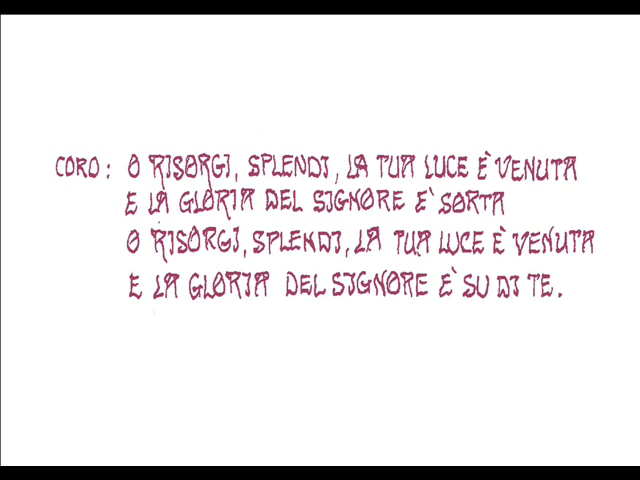 CORO: O RISORGI, SPLENDI, LA TUA LUCE È VENUTA
E LA GLORIA DEL SIGNORE E' SORTA
O RISORGI, SPLENDI, LA TUA LUCE È VENUTA
E LA GLORIA DEL SIGNORE E' SU DI TE.